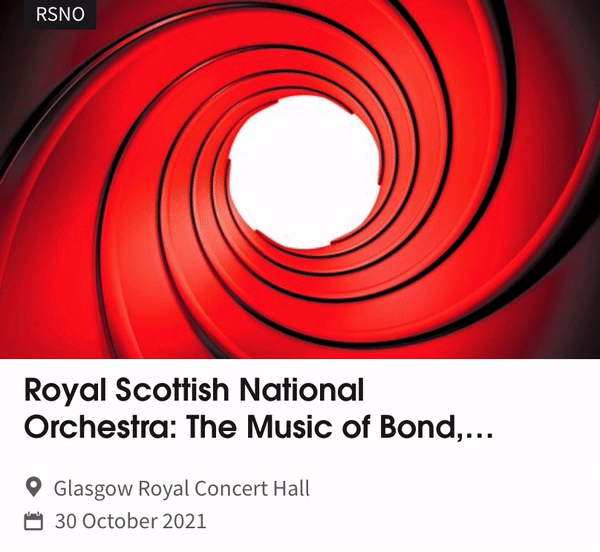 RSNO
Royal Scottish National
Orchestra: The Music of Bond,...
Glasgow Royal Concert Hall
30 October 2021